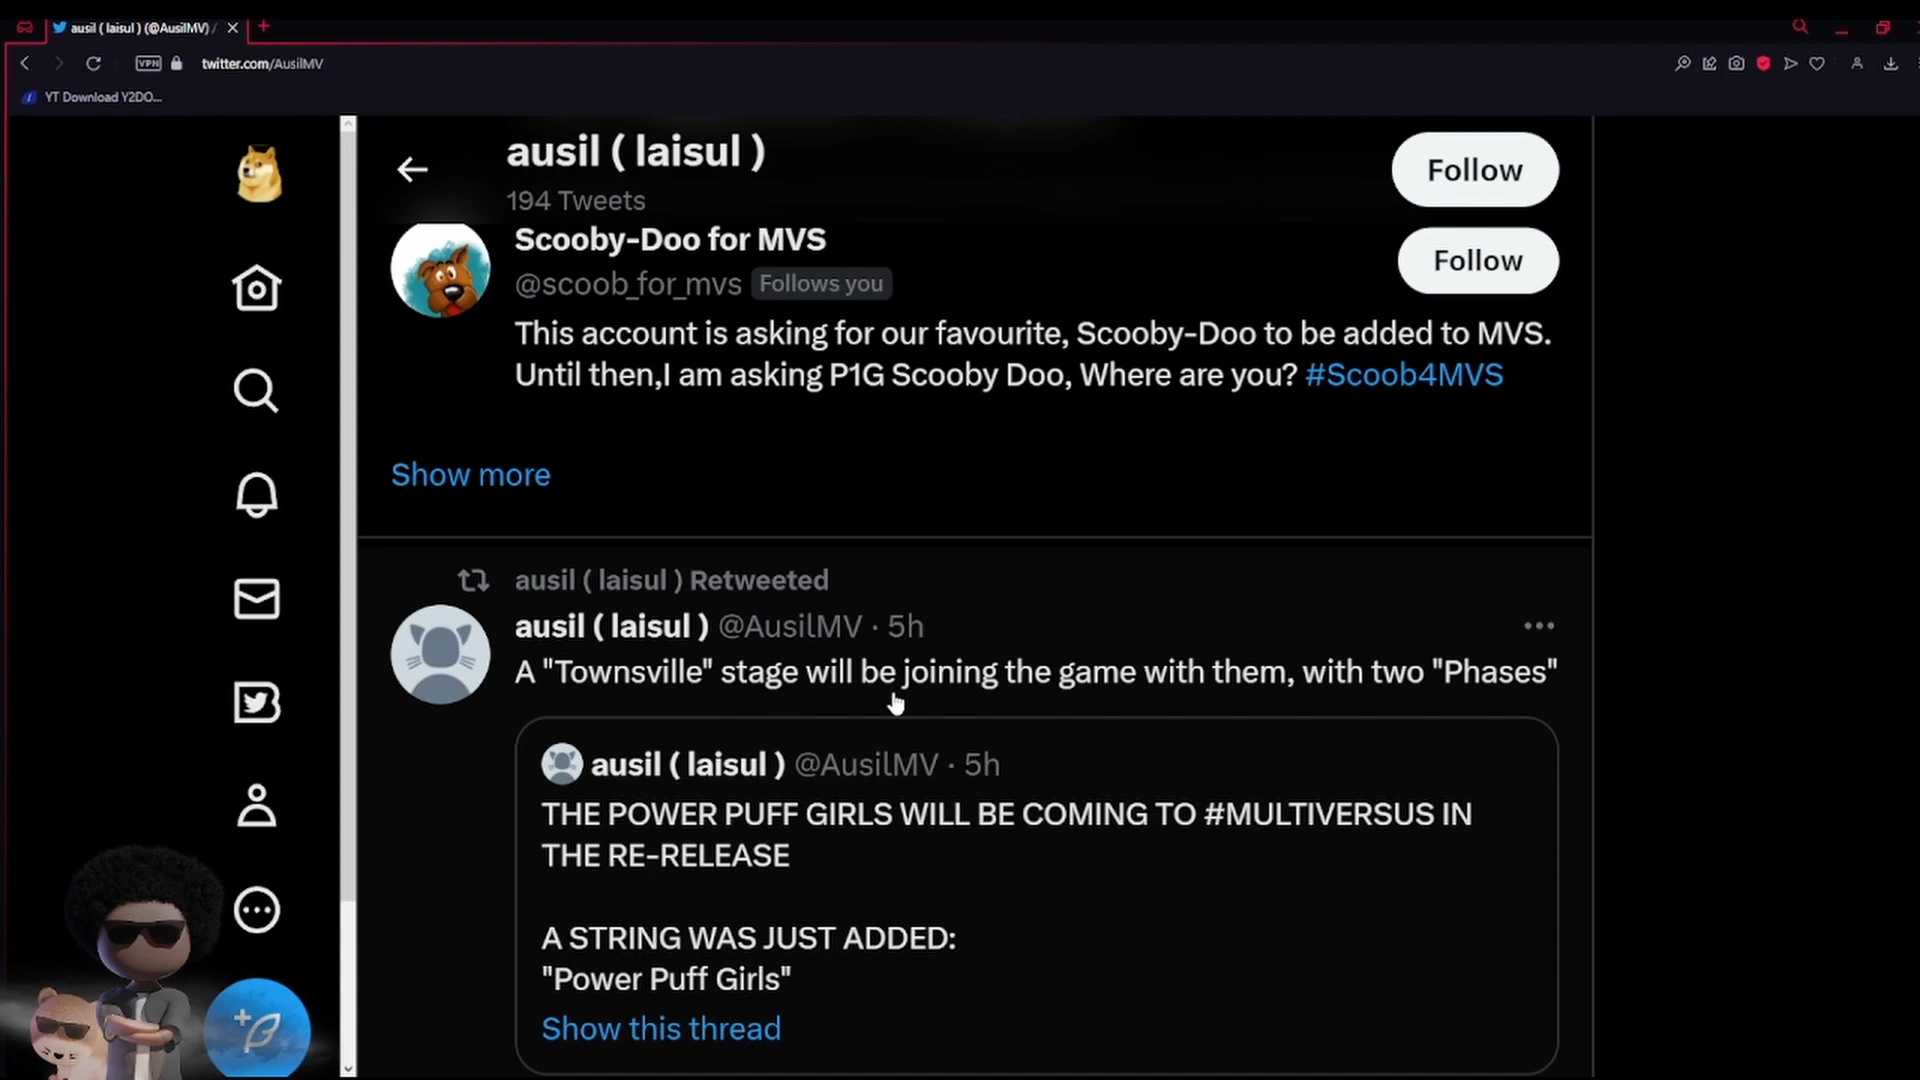 ausil ( laisul ) (@AusilMV) /
VPN
twitter.com/AusilMV
YT Download Y2DO...
ausil ( laisul )
194 Tweets
Follow
Scooby-Doo for MVS
@scoob_for_mvs Follows you
Follow
This account is asking for our favourite, Scooby-Doo to be added to MVS.
Until then,I am asking P1G Scooby Doo, Where are you? #Scoob4MVS
Show more
ausil ( laisul ) Retweeted
ausil ( laisul ) @AusilMV · 5h
A "Townsville" stage will be joining the game with them, with two "Phases"
ausil ( laisul ) @AusilMV · 5h
THE POWER PUFF GIRLS WILL BE COMING TO #MULTIVERSUS IN
THE RE-RELEASE
A STRING WAS JUST ADDED:
"Power Puff Girls"
Show this thread